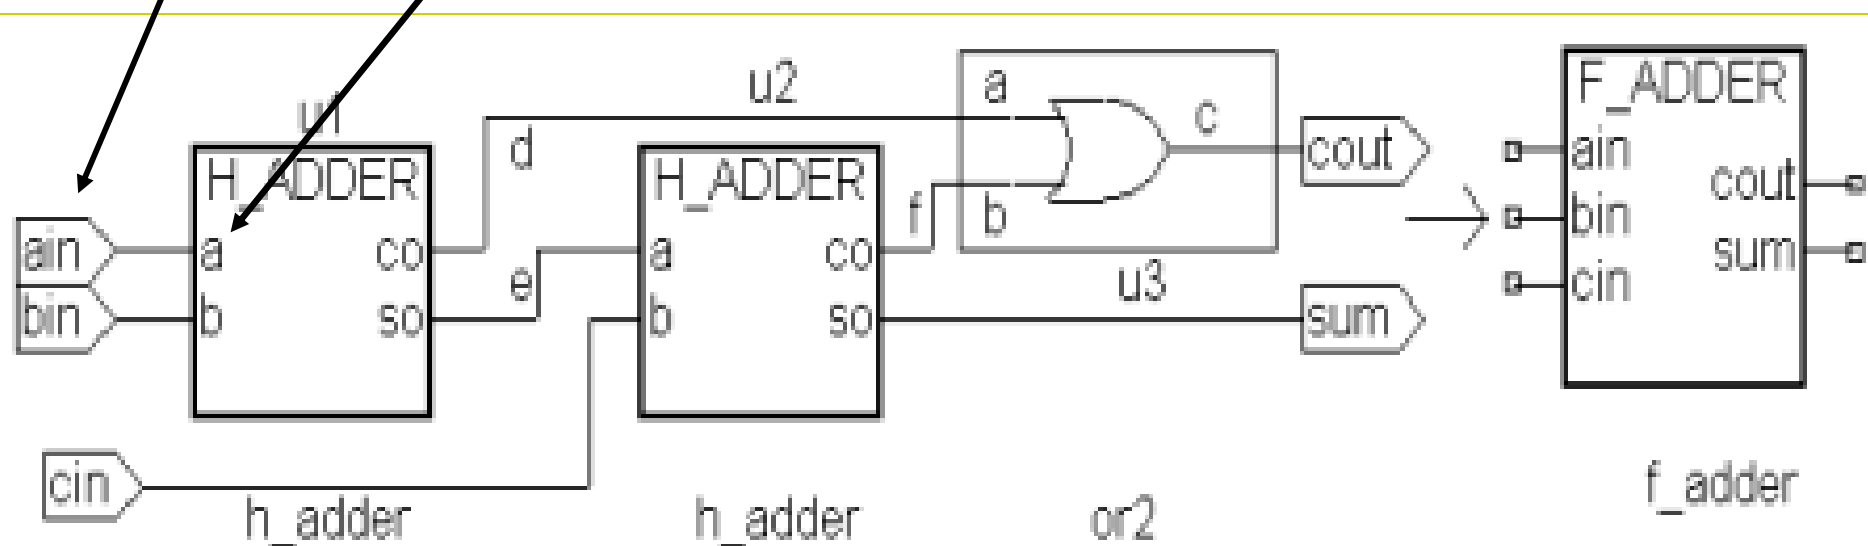 u1
u2
H_ADDER
ain
bin
a
b
co
so
d
e
cin
h_adder
H_ADDER
a
b
co
so
f
h_adder
a
b
c
u3
or2
cout
sum
F_ADDER
ain
bin
cin
cout
sum
f_adder